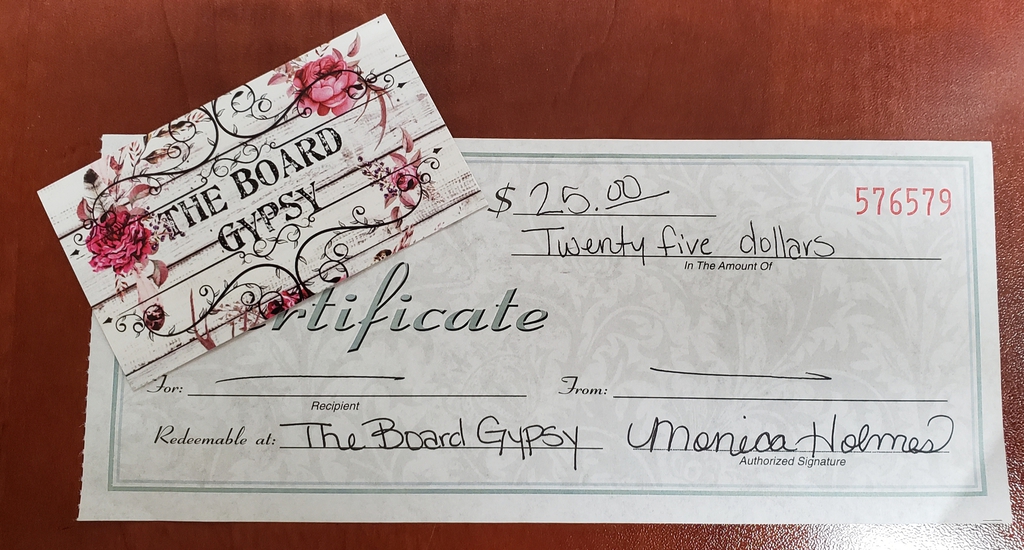 THE BOARD
GYPSY
$ 25.00
576579
Twenty five dollars
In The Amount Of
rtificate
For:
From:
Recipient
Redeemable at: The Board Gypsy
Monica Holmes
Authorized Signature